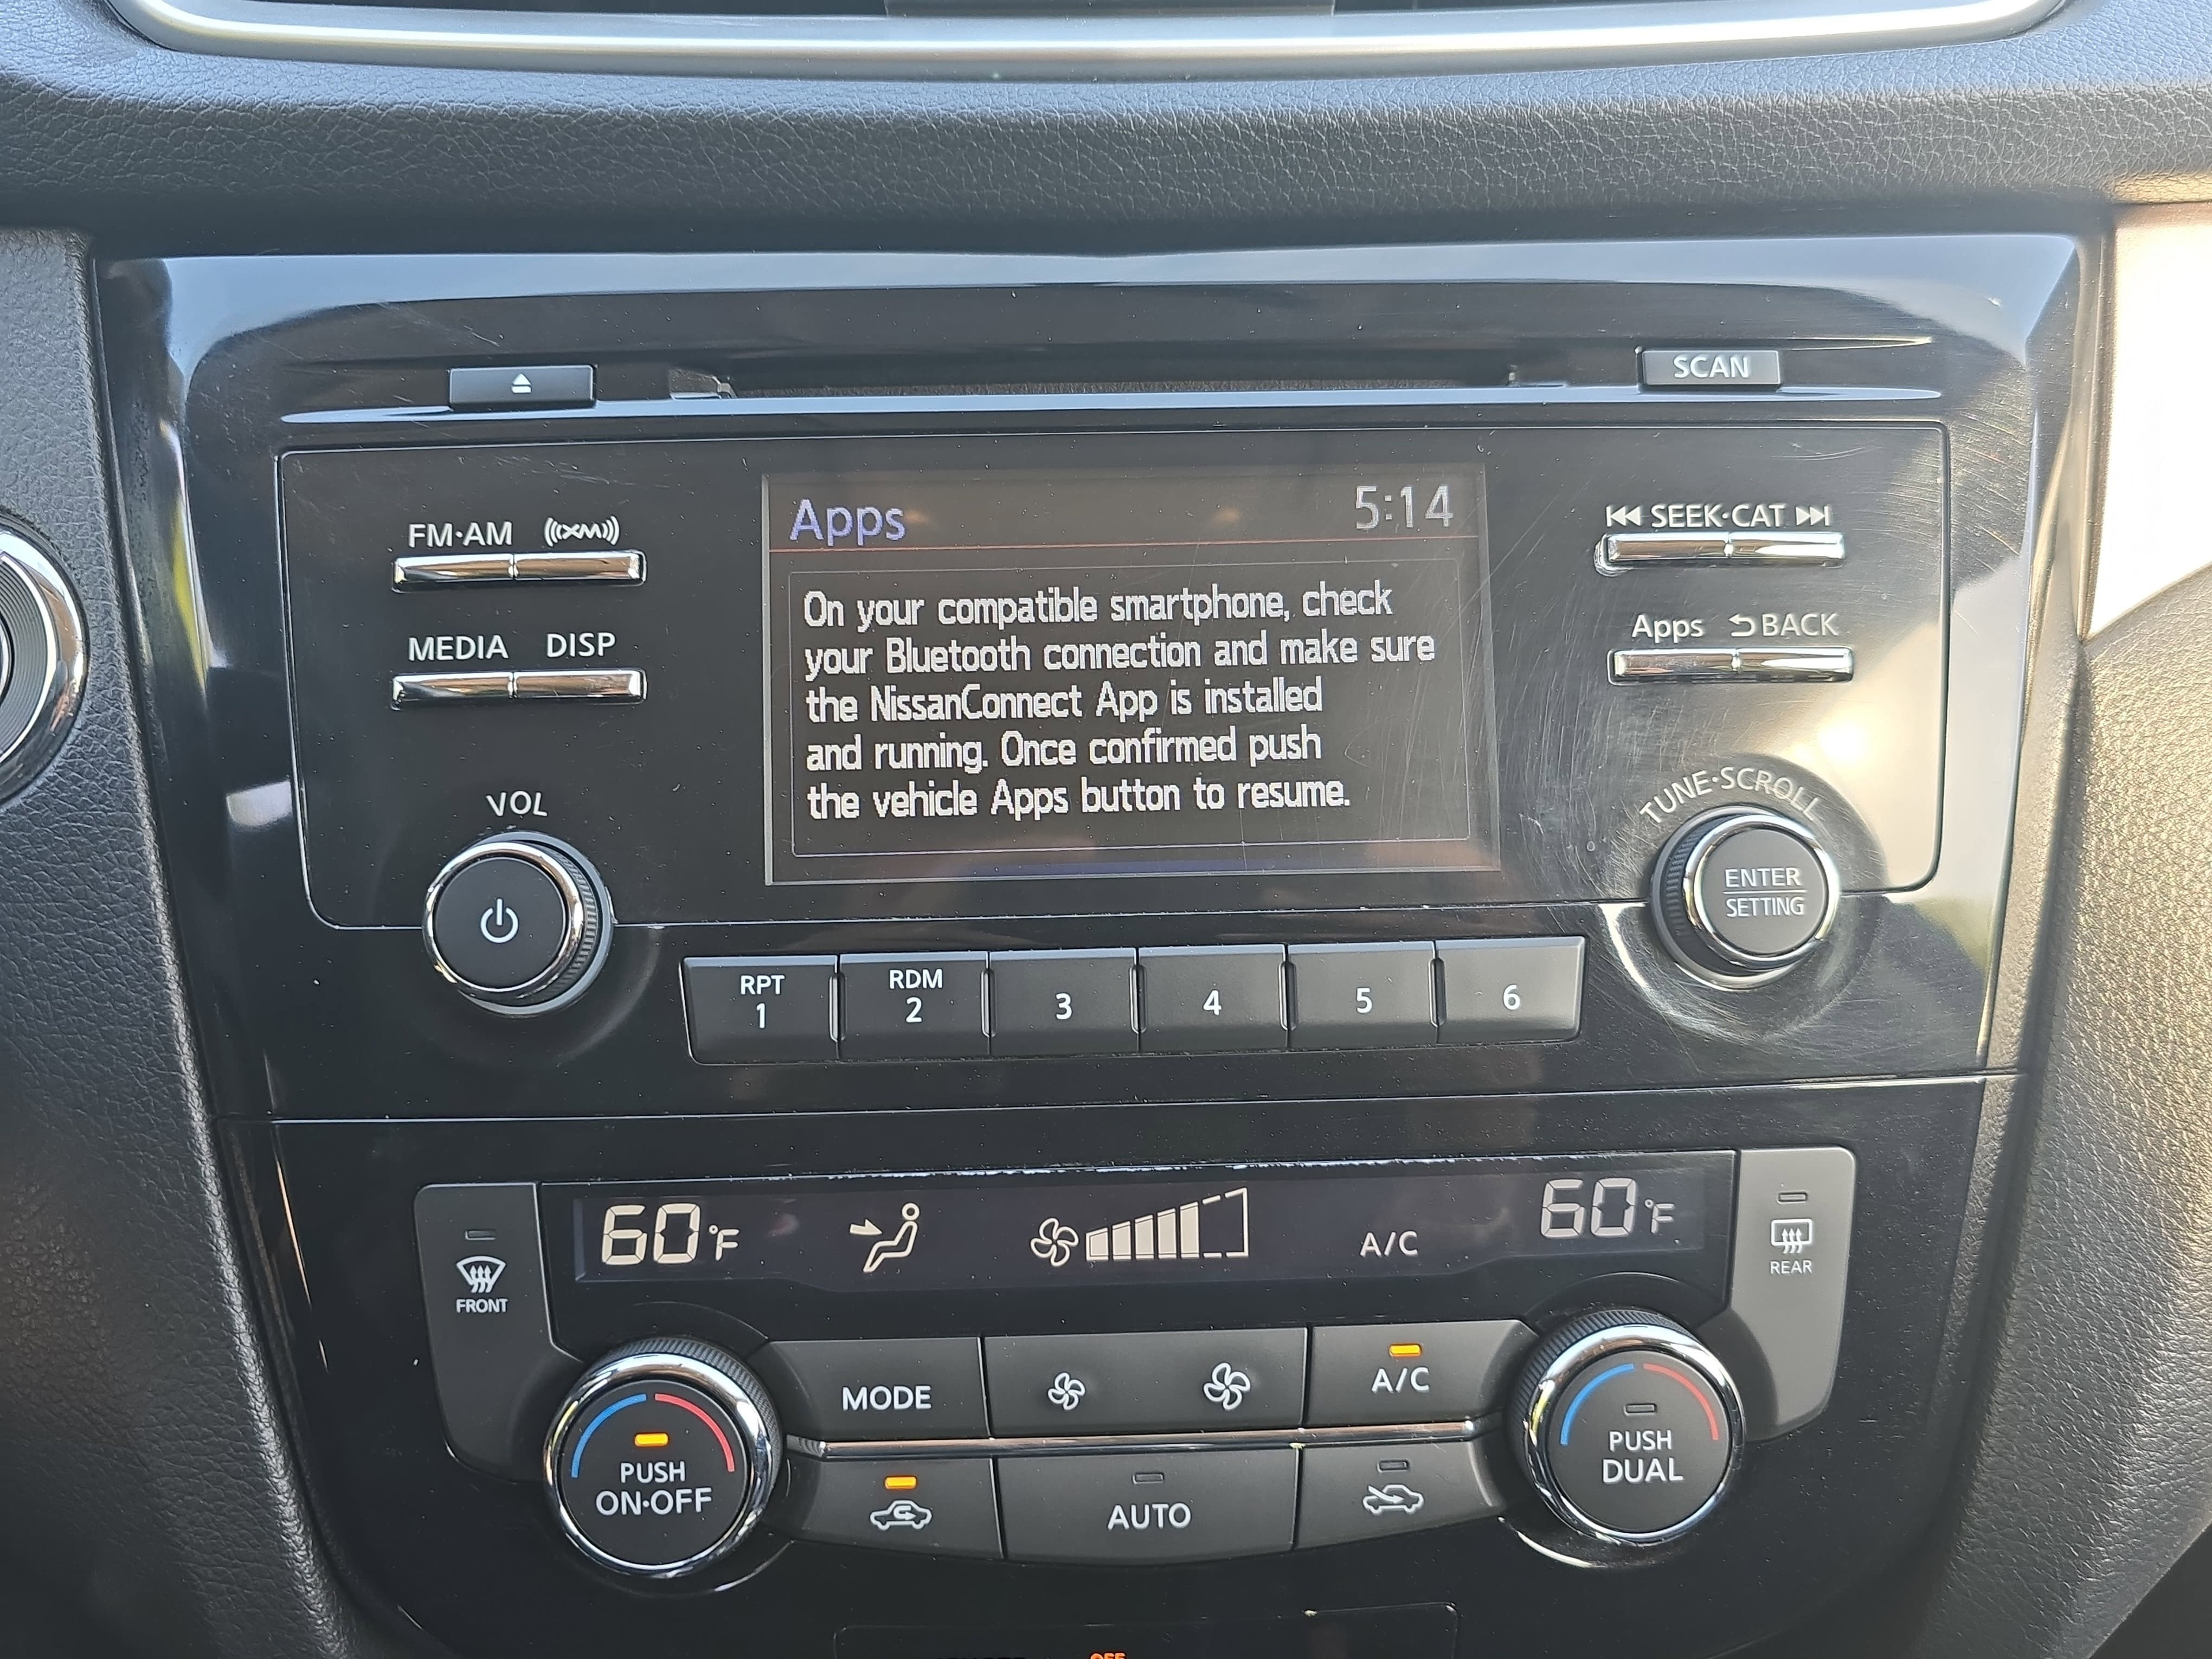 SCAN
FM·AM (((XM)))
SEEK·CAT
Apps 5:14
MEDIA DISP
Apps BACK
On your compatible smartphone, check
your Bluetooth connection and make sure
the NissanConnect App is installed
and running. Once confirmed push
the vehicle Apps button to resume.
VOL
TUNE·SCROLL
ENTER
SETTING
RPT
1
RDM
2
3
4
5
6
60°F
A/C
60°F
FRONT
REAR
MODE
A/C
PUSH
ON·OFF
AUTO
PUSH
DUAL
OFF